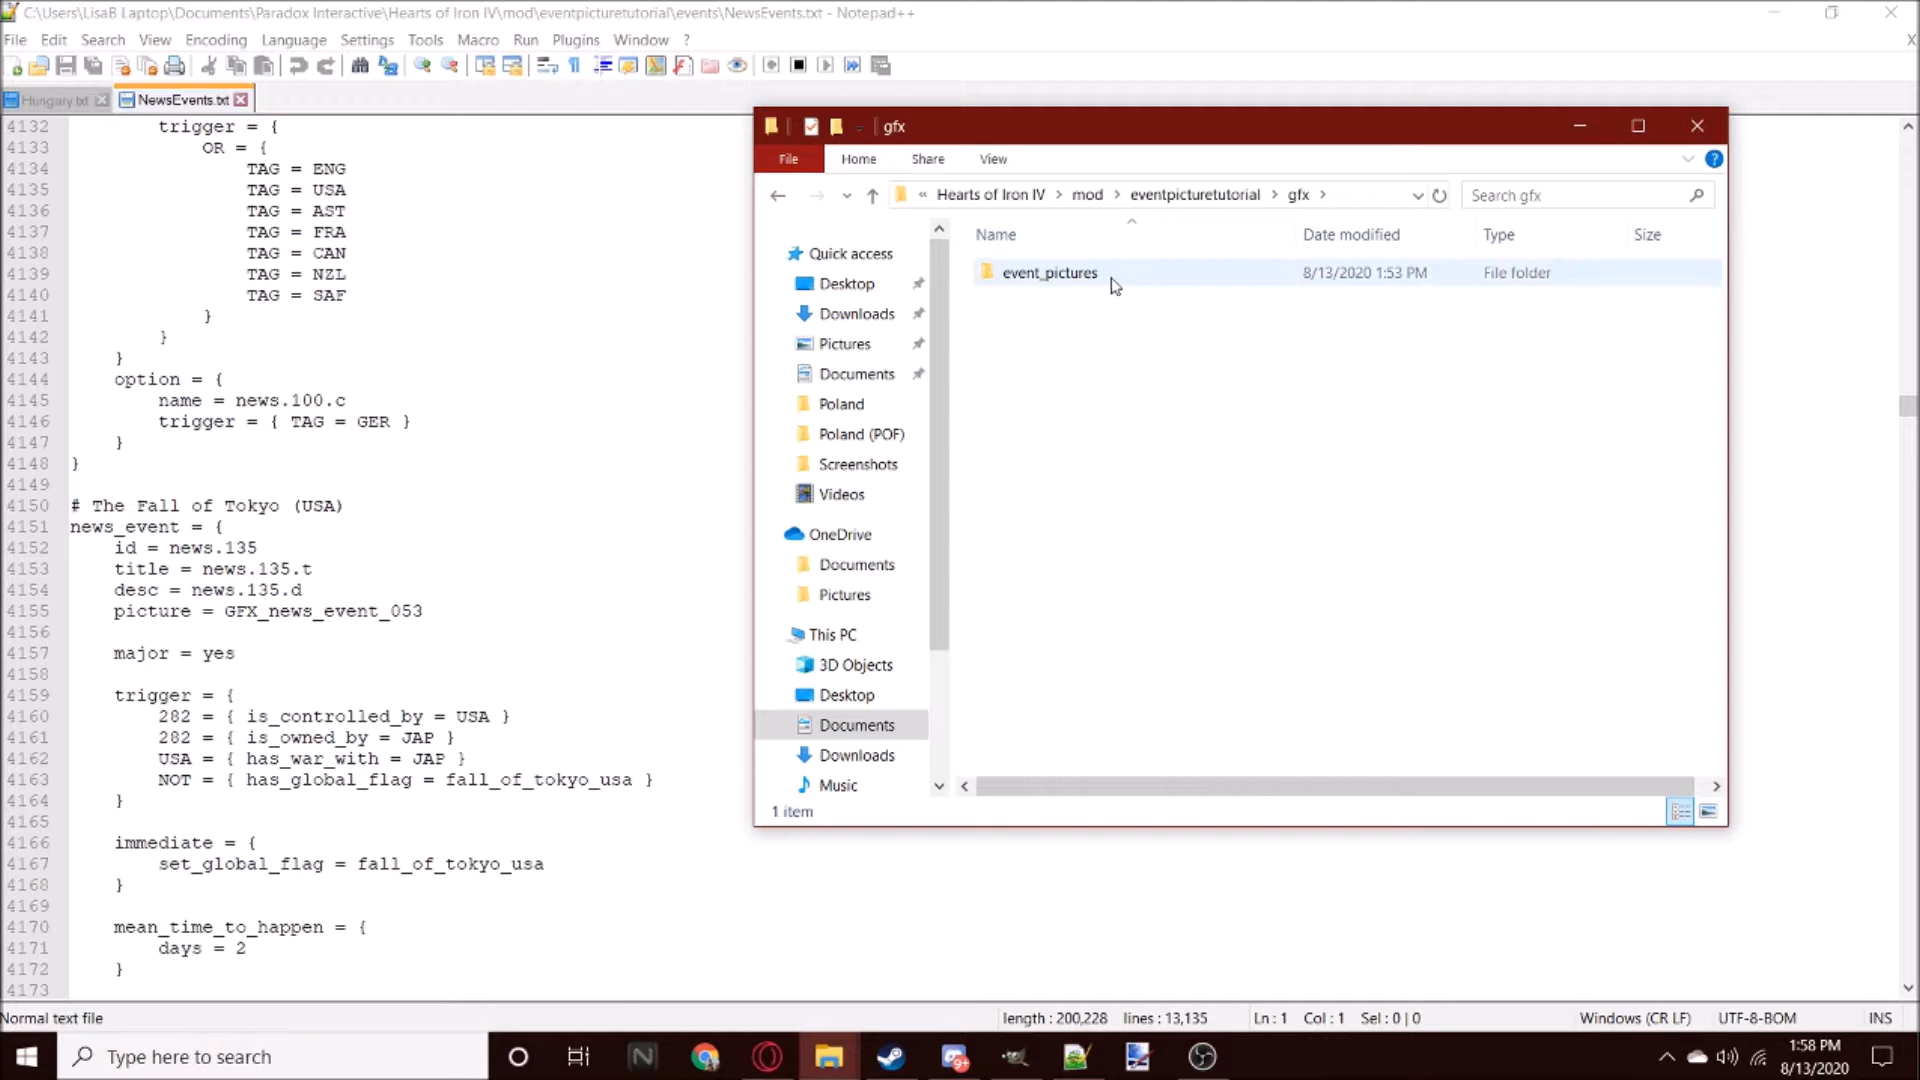 C:\Users\LisaB Laptop\Documents\Paradox Interactive\Hearts of Iron IV\mod\eventpicturetutorial\events\NewsEvents.txt - Notepad++
File Edit Search View Encoding Language Settings Tools Macro Run Plugins Window ?
Hungary.txt NewsEvents.txt
4132 trigger = {
4133 OR = {
4134 TAG = ENG
4135 TAG = USA
4136 TAG = AST
4137 TAG = FRA
4138 TAG = CAN
4139 TAG = NZL
4140 TAG = SAF
4141 }
4142 }
4143 }
4144 option = {
4145 name = news.100.c
4146 trigger = { TAG = GER }
4147 }
4148 }
4149
4150 # The Fall of Tokyo (USA)
4151 news_event = {
4152 id = news.135
4153 title = news.135.t
4154 desc = news.135.d
4155 picture = GFX_news_event_053
4156
4157 major = yes
4158
4159 trigger = {
4160 282 = { is_controlled_by = USA }
4161 282 = { is_owned_by = JAP }
4162 USA = { has_war_with = JAP }
4163 NOT = { has_global_flag = fall_of_tokyo_usa }
4164 }
4165
4166 immediate = {
4167 set_global_flag = fall_of_tokyo_usa
4168 }
4169
4170 mean_time_to_happen = {
4171 days = 2
4172 }
4173
gfx
File Home Share View
« Hearts of Iron IV > mod > eventpicturetutorial > gfx >
Search gfx
Name Date modified Type Size
event_pictures 8/13/2020 1:53 PM File folder
Quick access
Desktop
Downloads
Pictures
Documents
Poland
Poland (POF)
Screenshots
Videos
OneDrive
Documents
Pictures
This PC
3D Objects
Desktop
Documents
Downloads
Music
1 item
Normal text file length : 200,228 lines : 13,135 Ln : 1 Col : 1 Sel : 0 | 0 Windows (CR LF) UTF-8-BOM INS
Type here to search
1:58 PM
8/13/2020